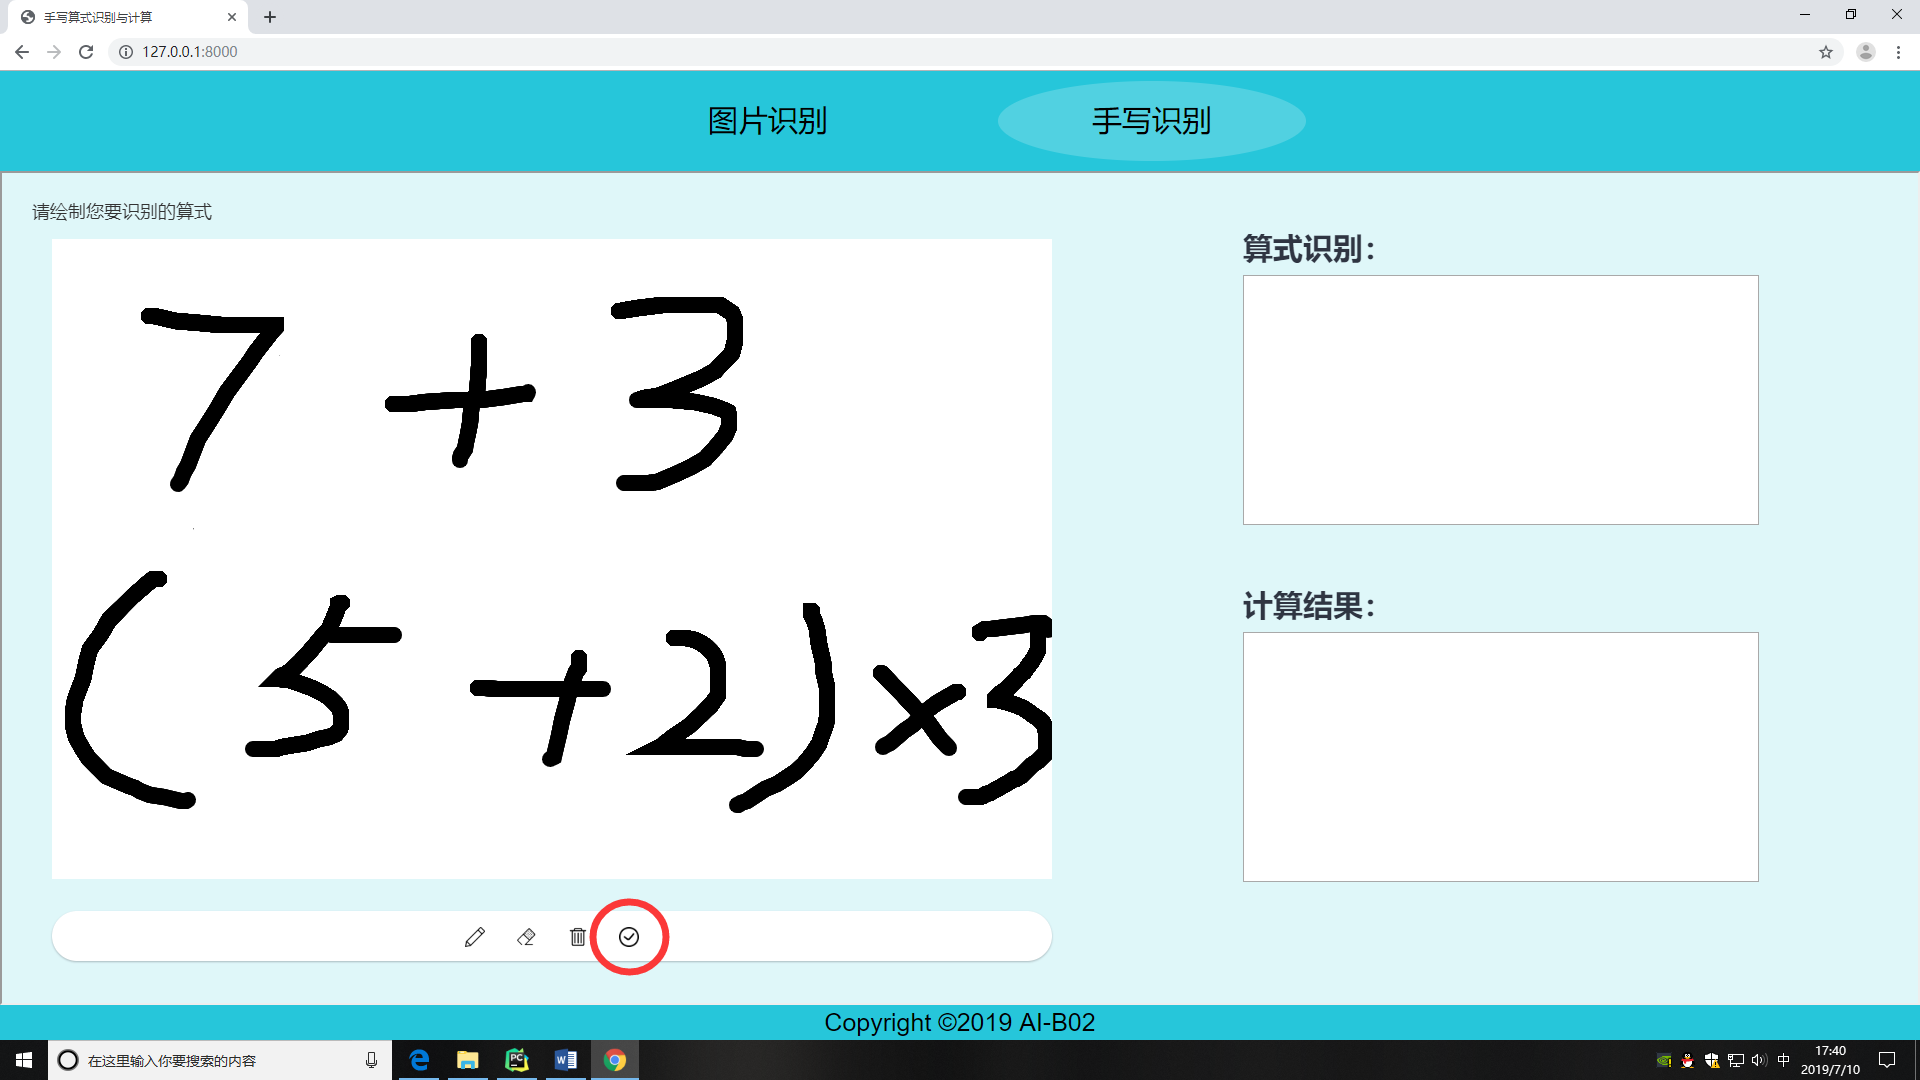 手写算式识别与计算
127.0.0.1:8000
图片识别 手写识别
请绘制您要识别的算式
算式识别：
7 + 3
(5 + 2) × 3
计算结果：
Copyright ©2019 AI-B02
在这里输入你要搜索的内容
中
17:40
2019/7/10